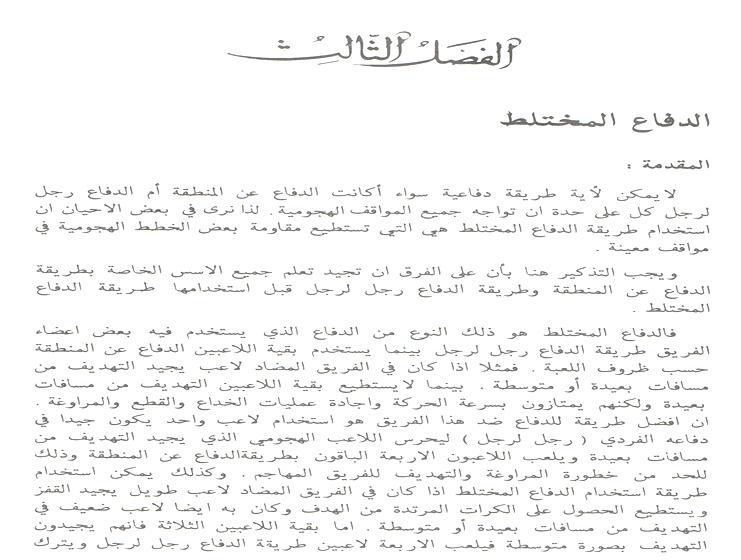 الفصل الثالث
الدفاع المختلط
المقدمة :
لايمكن لأية طريقة دفاعية سواء أكانت الدفاع عن المنطقة أم الدفاع رجل
لرجل كل على حدة ان تواجه جميع المواقف الهجومية . لذا نرى في بعض الاحيان ان
استخدام طريقة الدفاع المختلط هي التي تستطيع مقاومة بعض الخطط الهجومية في
مواقف معينة .
ويجب التذكير هنا بأن على الفرق ان تجيد تعلم جميع الاسس الخاصة بطريقة
الدفاع عن المنطقة وطريقة الدفاع رجل لرجل قبل استخدامها طريقة الدفاع
المختلط .
فالدفاع المختلط هو ذلك النوع من الدفاع الذي يستخدم فيه بعض اعضاء
الفريق طريقة الدفاع رجل لرجل بينما يستخدم بقية اللاعبين الدفاع عن المنطقة
حسب ظروف اللعبة . فمثلا اذا كان في الفريق المضاد لاعب يجيد التهديف من
مسافات بعيدة أو متوسطة . بينما لايستطيع بقية اللاعبين التهديف من مسافات
بعيدة ولكنهم يمتازون بسرعة الحركة واجادة عمليات الخداع والقطع والمراوغة .
ان افضل طريقة للدفاع ضد هذا الفريق هو استخدام لاعب واحد يكون جيدا في
دفاعه الفردي ( رجل لرجل ) ليحرس اللاعب الهجومي الذي يجيد التهديف من
مسافات بعيدة ويلعب اللاعبون الاربعة الباقون بطريقةالدفاع عن المنطقة وذلك
للحد من خطورة المراوغة والتهديف للفريق المهاجم . وكذلك يمكن استخدام
طريقة استخدام الدفاع المختلط اذا كان في الفريق المضاد لاعب طويل يجيد القفز
ويستطيع الحصول على الكرات المرتدة من الهدف وكان به ايضا لاعب ضعيف في
التهديف من مسافات بعيدة أو متوسطة . اما بقية اللاعبين الثلاثة فانهم يجيدون
التهديف بصورة متوسطة فيلعب الاربعة لاعبين طريقة الدفاع رجل لرجل ويترك